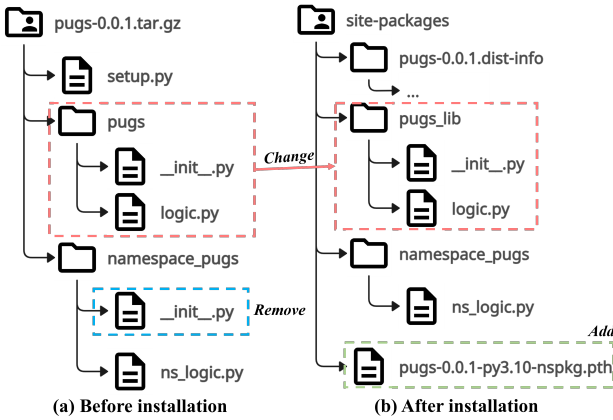 pugs-0.0.1.tar.gz
setup.py
pugs
__init__.py
logic.py
namespace_pugs
__init__.py
Remove
ns_logic.py
(a) Before installation
Change
site-packages
pugs-0.0.1.dist-info
...
pugs_lib
__init__.py
logic.py
namespace_pugs
ns_logic.py
Add
pugs-0.0.1-py3.10-nspkg.pth
(b) After installation